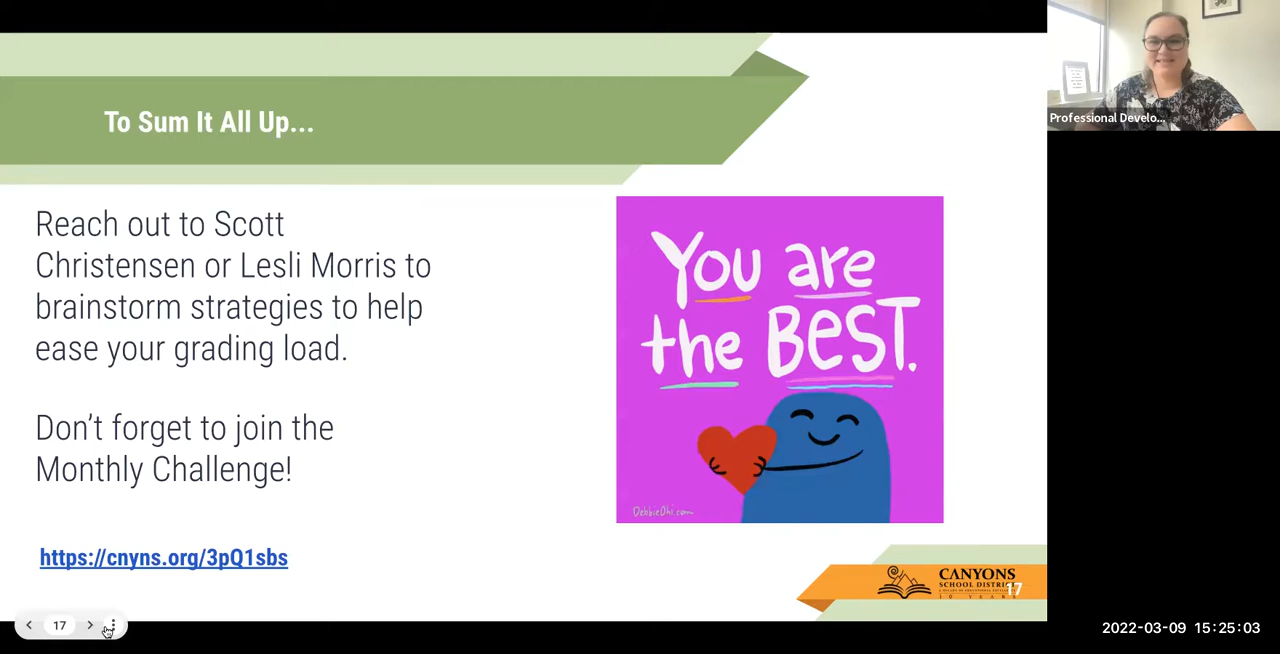 To Sum It All Up...
Reach out to Scott
Christensen or Lesli Morris to
brainstorm strategies to help
ease your grading load.
Don’t forget to join the
Monthly Challenge!
https://cnyns.org/3pQ1sbs
You are
the BEST.
DebbieOhi.com
CANYONS
SCHOOL DISTRICT
17
17
Professional Develo...
2022-03-09 15:25:03